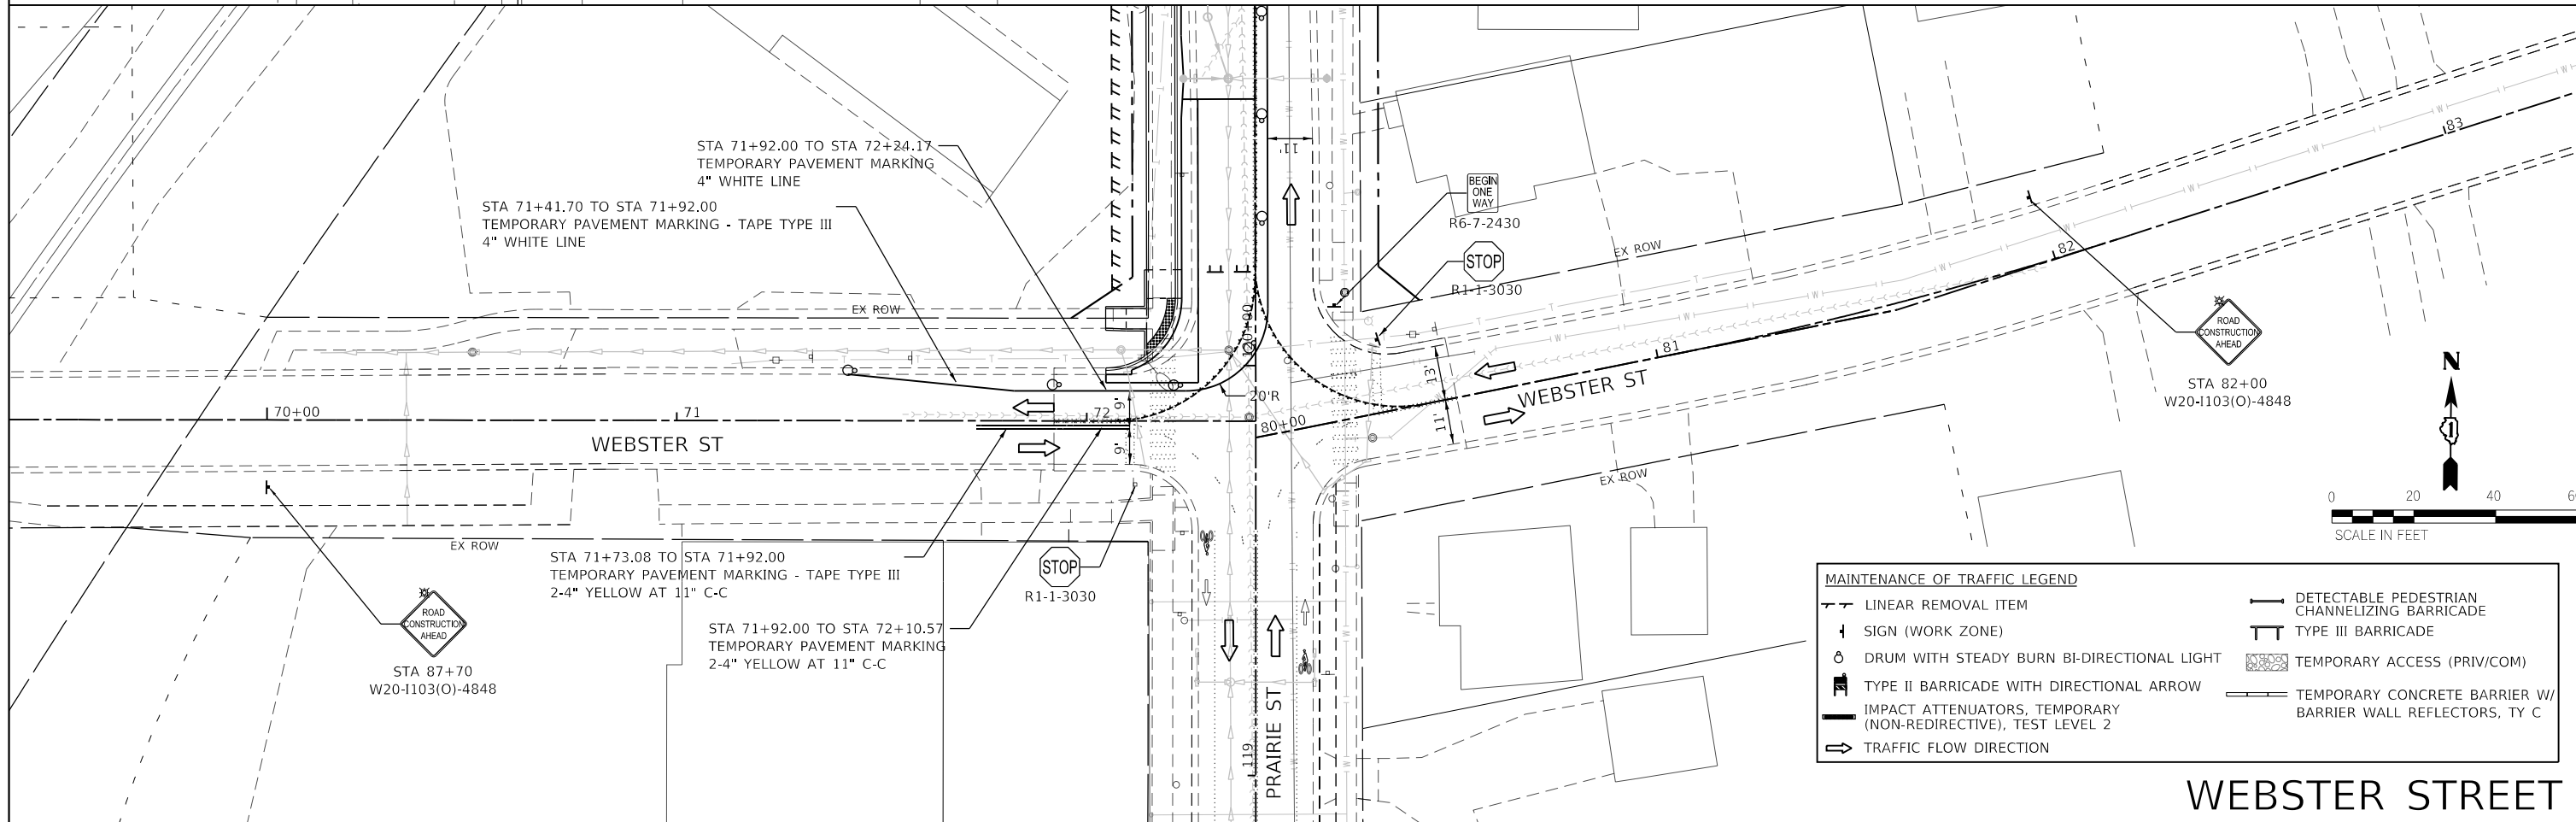 STA 71+92.00 TO STA 72+24.17
TEMPORARY PAVEMENT MARKING
4" WHITE LINE
STA 71+41.70 TO STA 71+92.00
TEMPORARY PAVEMENT MARKING - TAPE TYPE III
4" WHITE LINE
11'
BEGIN
ONE
WAY
R6-7-2430
STOP
R1-1-3030
EX ROW
EX ROW
83
82
81
80+00
120+00
20'R
13'
11'
9'
9'
70+00
71
72
WEBSTER ST
WEBSTER ST
ROAD
CONSTRUCTION
AHEAD
STA 82+00
W20-I103(O)-4848
N
1
0 20 40
SCALE IN FEET
EX ROW
EX ROW
STA 71+73.08 TO STA 71+92.00
TEMPORARY PAVEMENT MARKING - TAPE TYPE III
2-4" YELLOW AT 11" C-C
STOP
R1-1-3030
STA 71+92.00 TO STA 72+10.57
TEMPORARY PAVEMENT MARKING
2-4" YELLOW AT 11" C-C
ROAD
CONSTRUCTION
AHEAD
STA 87+70
W20-I103(O)-4848
119
PRAIRIE ST
MAINTENANCE OF TRAFFIC LEGEND
LINEAR REMOVAL ITEM
SIGN (WORK ZONE)
DRUM WITH STEADY BURN BI-DIRECTIONAL LIGHT
TYPE II BARRICADE WITH DIRECTIONAL ARROW
IMPACT ATTENUATORS, TEMPORARY
(NON-REDIRECTIVE), TEST LEVEL 2
TRAFFIC FLOW DIRECTION
DETECTABLE PEDESTRIAN
CHANNELIZING BARRICADE
TYPE III BARRICADE
TEMPORARY ACCESS (PRIV/COM)
TEMPORARY CONCRETE BARRIER W/
BARRIER WALL REFLECTORS, TY C
WEBSTER STREET